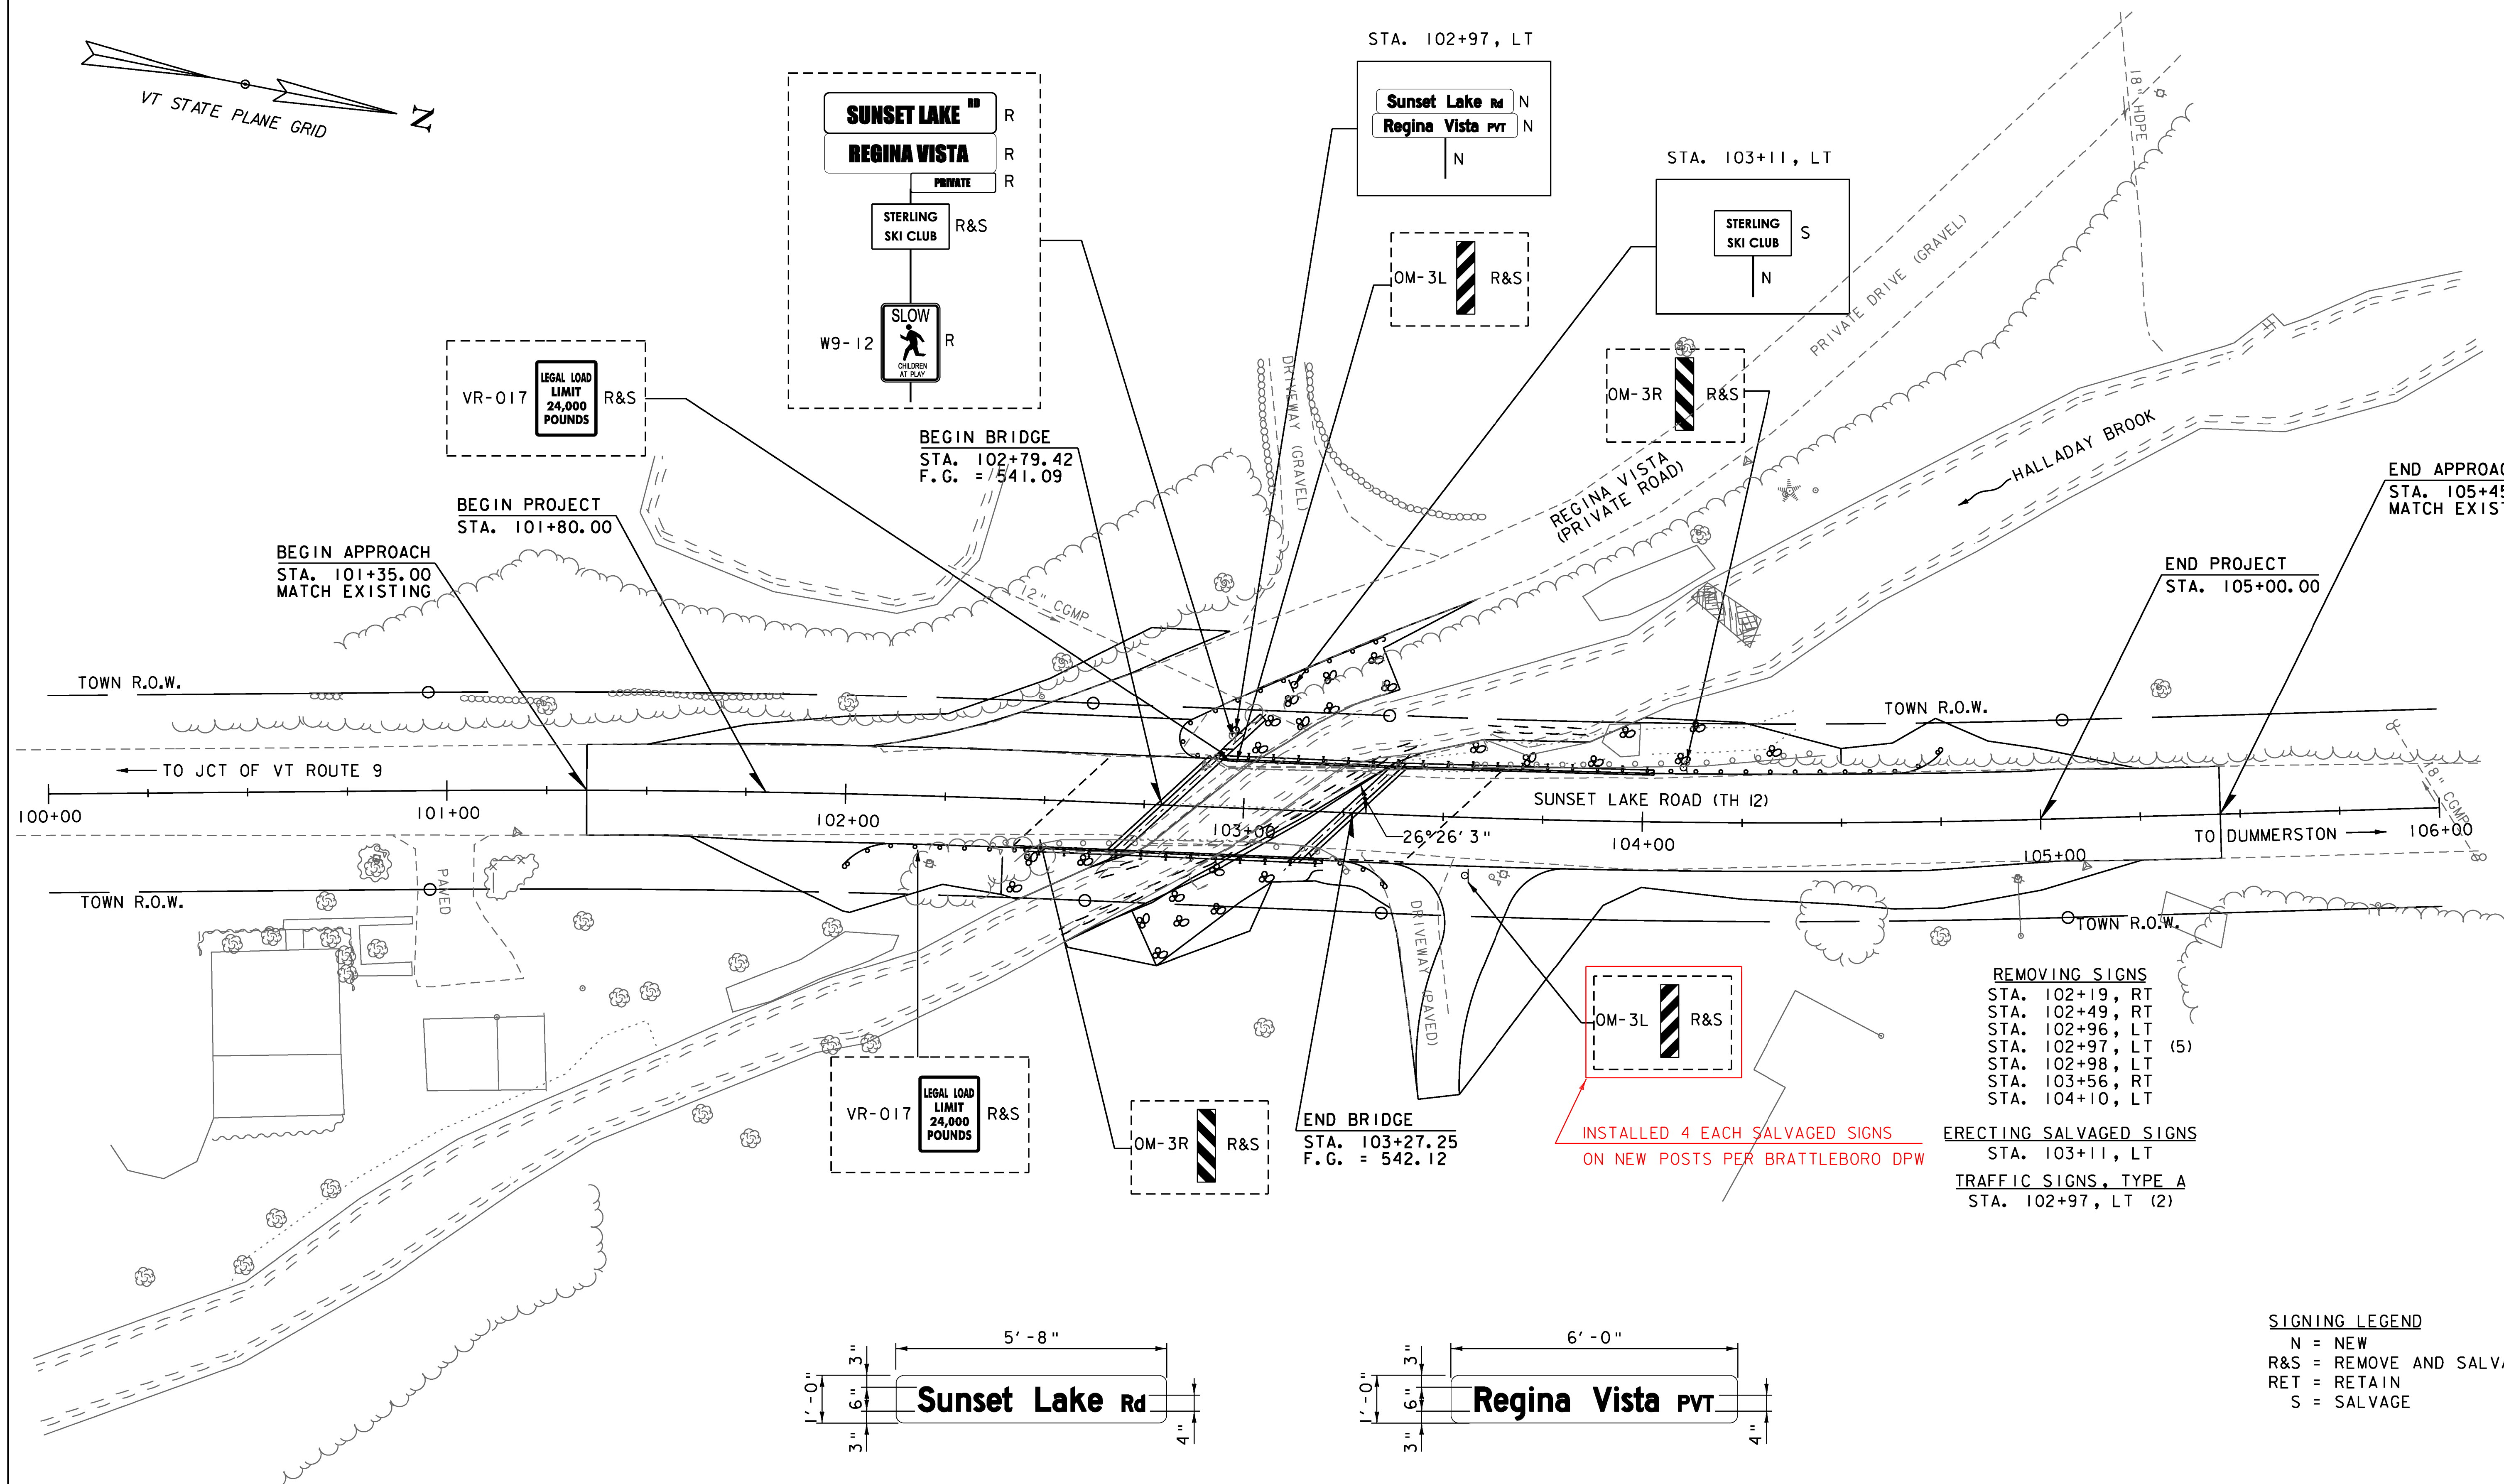 VT STATE PLANE GRID
Z
SUNSET LAKE RD R
REGINA VISTA R
PRIVATE R
STERLING
SKI CLUB
R&S
W9-12
SLOW
CHILDREN
AT PLAY
R
STA. 102+97, LT
Sunset Lake Rd N
Regina Vista PVT N
N
STA. 103+11, LT
STERLING
SKI CLUB
S
N
OM-3L R&S
OM-3R R&S
VR-017
LEGAL LOAD
LIMIT
24,000
POUNDS
R&S
18" HDPE
PRIVATE DRIVE (GRAVEL)
DRIVEWAY (GRAVEL)
REGINA VISTA
(PRIVATE ROAD)
HALLADAY BROOK
BEGIN BRIDGE
STA. 102+79.42
F.G. = 541.09
BEGIN PROJECT
STA. 101+80.00
BEGIN APPROACH
STA. 101+35.00
MATCH EXISTING
12" CGMP
END APPROAC
STA. 105+45
MATCH EXIST
END PROJECT
STA. 105+00.00
TOWN R.O.W.
TOWN R.O.W.
TO JCT OF VT ROUTE 9
SUNSET LAKE ROAD (TH 12)
100+00
101+00
102+00
103+00
26°26'3"
104+00
105+00
TO DUMMERSTON
106+00
18" CGMP
TOWN R.O.W.
TOWN R.O.W.
PAVED
DRIVEWAY (PAVED)
OM-3L R&S
INSTALLED 4 EACH SALVAGED SIGNS
ON NEW POSTS PER BRATTLEBORO DPW
VR-017
LEGAL LOAD
LIMIT
24,000
POUNDS
R&S
OM-3R R&S
END BRIDGE
STA. 103+27.25
F.G. = 542.12
REMOVING SIGNS
STA. 102+19, RT
STA. 102+49, RT
STA. 102+96, LT
STA. 102+97, LT (5)
STA. 102+98, LT
STA. 103+56, RT
STA. 104+10, LT
ERECTING SALVAGED SIGNS
STA. 103+11, LT
TRAFFIC SIGNS, TYPE A
STA. 102+97, LT (2)
5'-8"
1'-0"
3"
6"
3"
Sunset Lake Rd
4"
6'-0"
1'-0"
3"
6"
3"
Regina Vista PVT
4"
SIGNING LEGEND
N = NEW
R&S = REMOVE AND SALVA
RET = RETAIN
S = SALVAGE